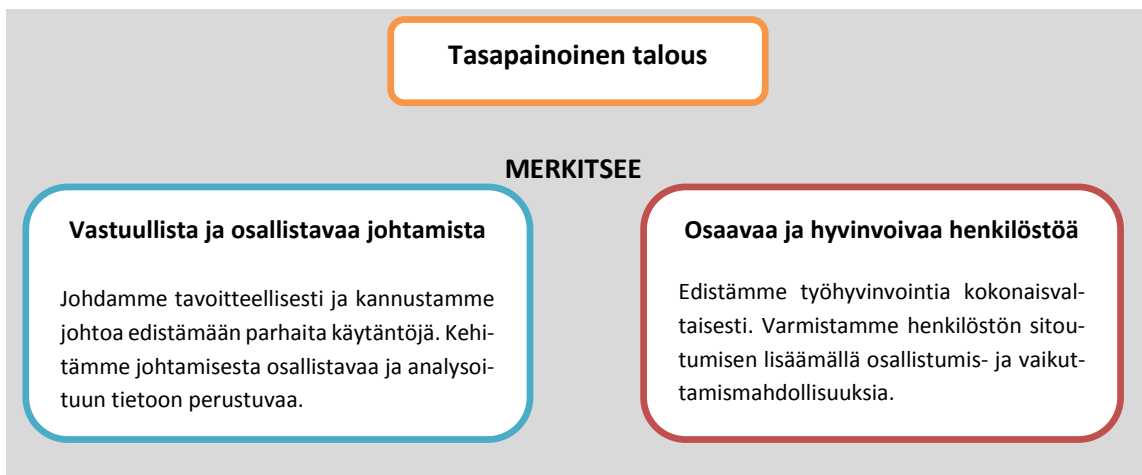 Tasapainoinen talous
MERKITSEE
Vastuullista ja osallistavaa johtamista
Johdamme tavoitteellisesti ja kannustamme
johtoa edistämään parhaita käytäntöjä. Kehi-
tämme johtamisesta osallistavaa ja analysoi-
tuun tietoon perustuvaa.
Osaavaa ja hyvinvoivaa henkilöstöä
Edistämme työhyvinvointia kokonaisval-
taisesti. Varmistamme henkilöstön sitou-
tumisen lisäämällä osallistumis- ja vaikut-
tamismahdollisuuksia.